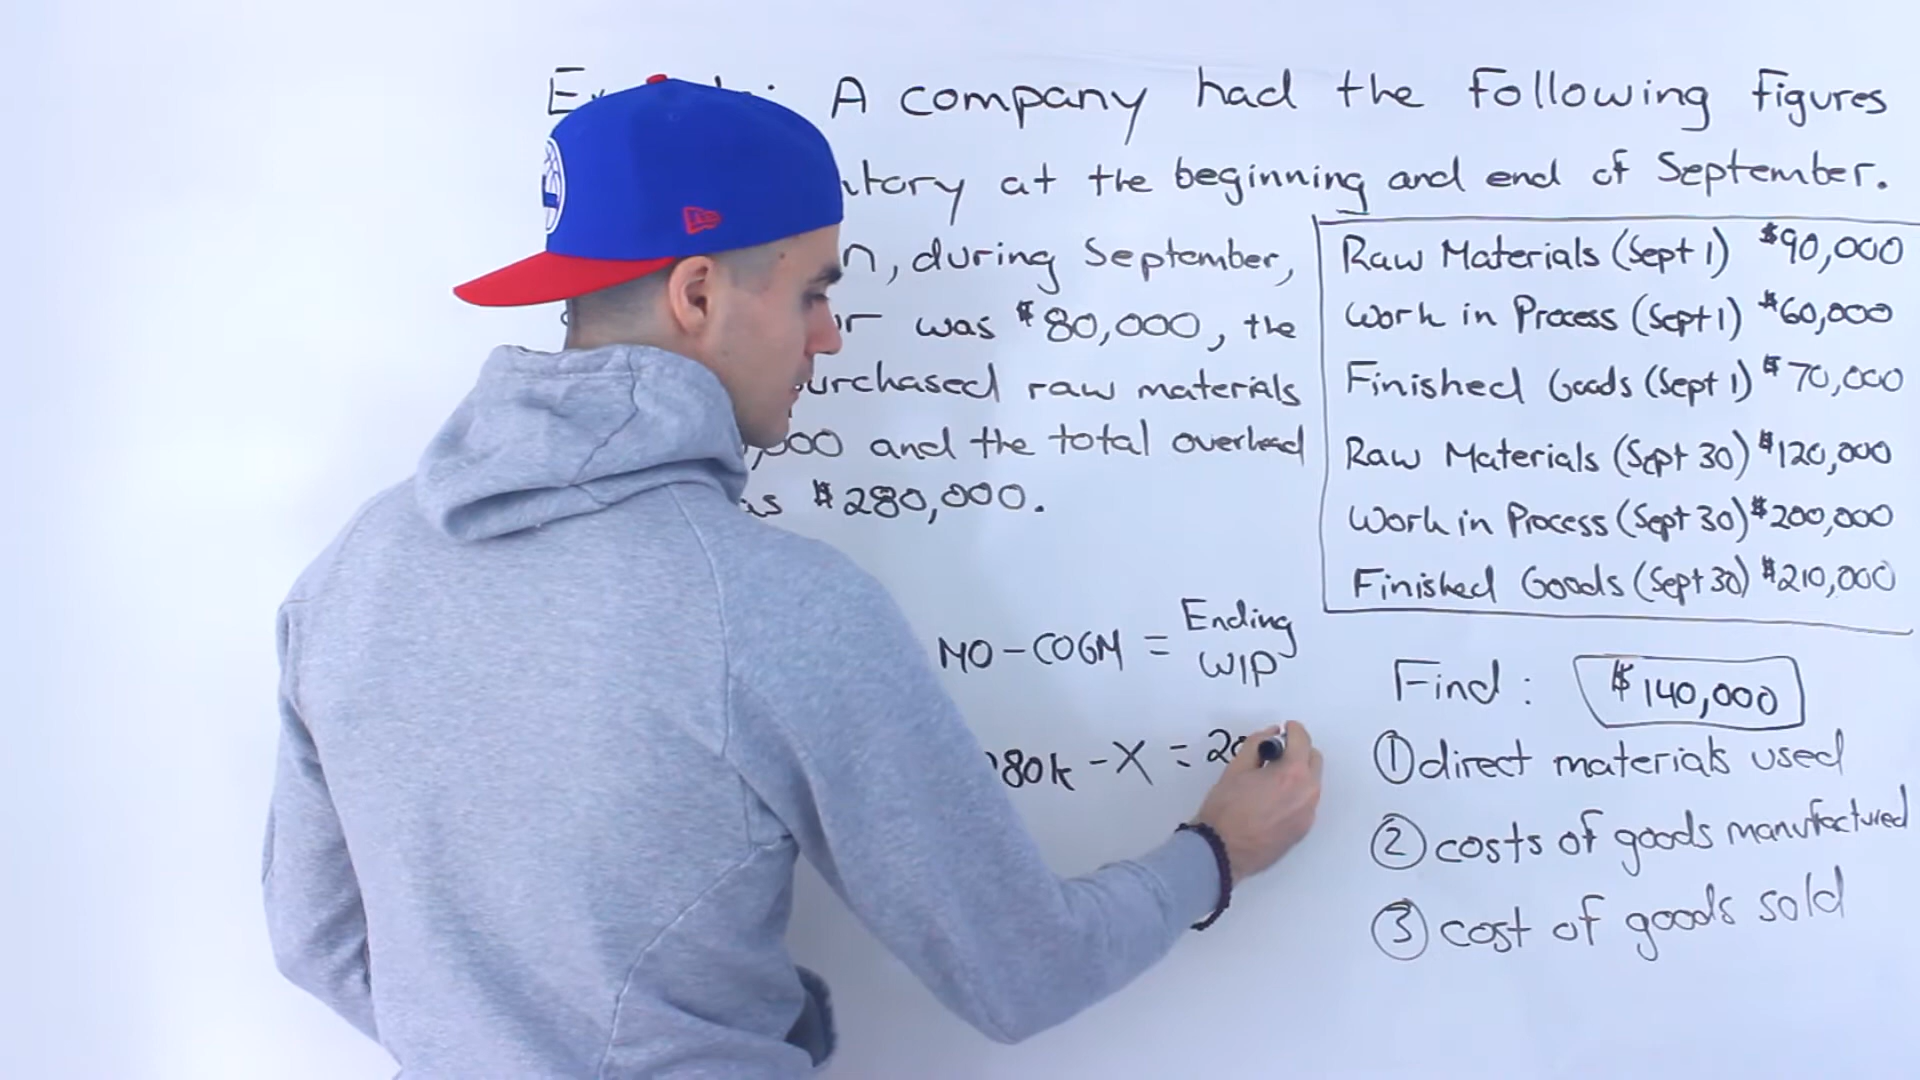 : A company had the following figures
at the beginning and end of September.
, during September,
was $80,000, the
purchased raw materials
and the total overhead
$280,000.
Raw Materials (Sept 1) $90,000
Work in Process (Sept 1) $60,000
Finished Goods (Sept 1) $70,000
Raw Materials (Sept 30) $120,000
Work in Process (Sept 30) $200,000
Finished Goods (Sept 30) $210,000
MO - COGM = Ending
WIP
80k - X = 20
Find : $140,000
① direct materials used
② costs of goods manufactured
③ cost of goods sold